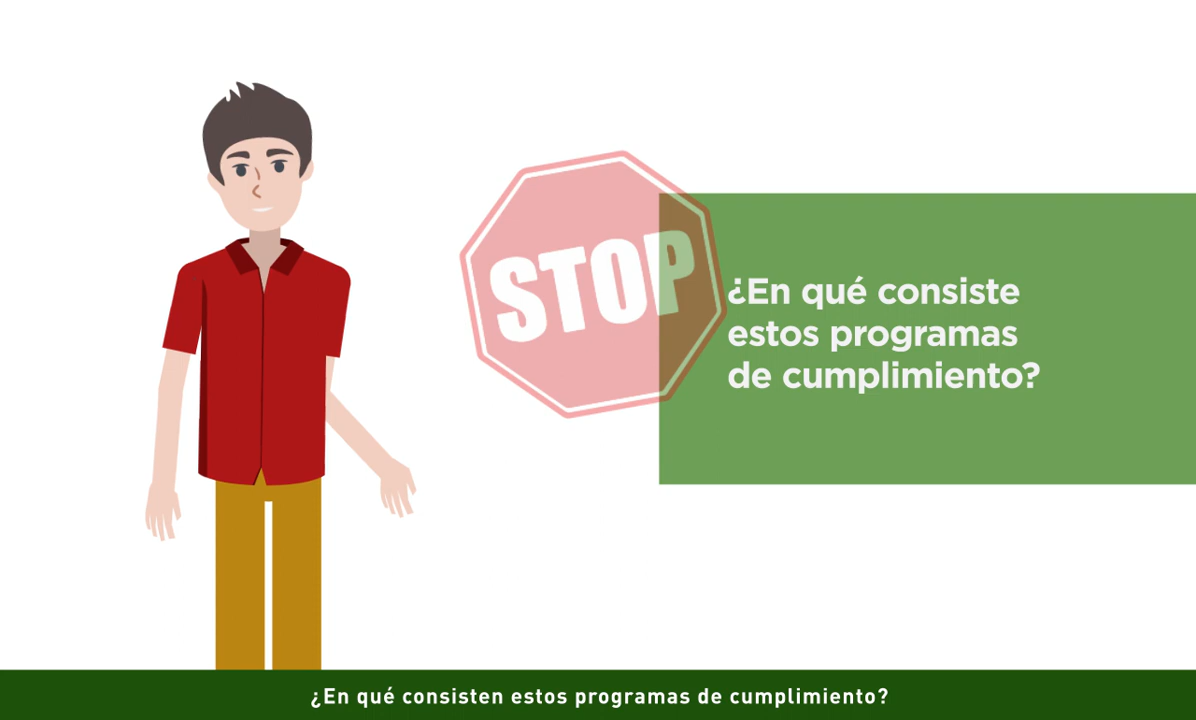 STOP
¿En qué consiste
estos programas
de cumplimiento?
¿En qué consisten estos programas de cumplimiento?